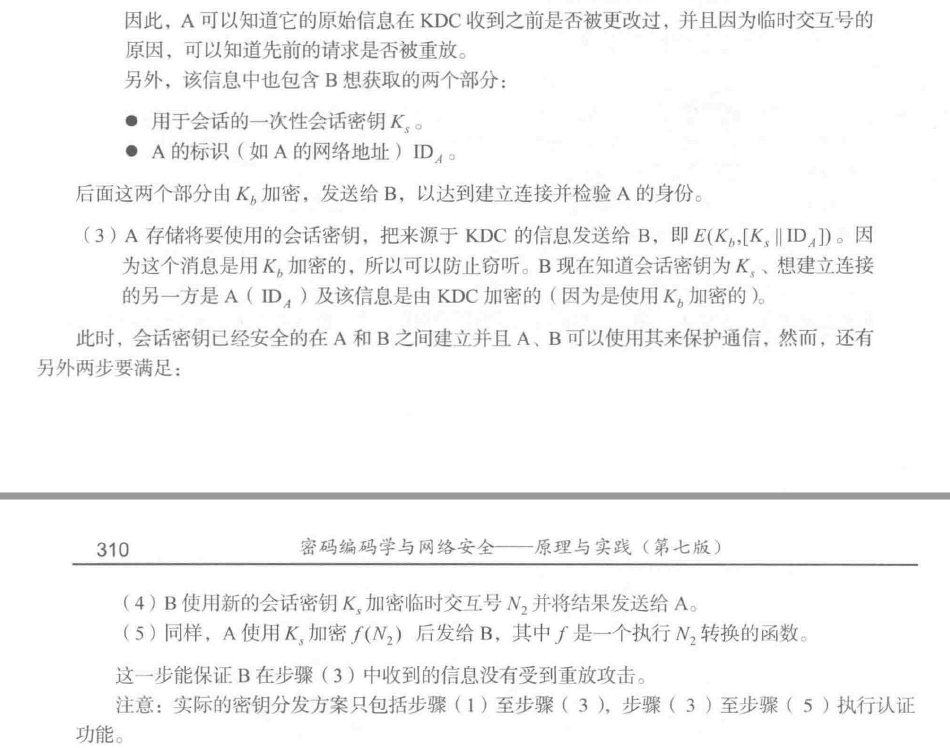 因此，A 可以知道它的原始信息在 KDC 收到之前是否被更改过，并且因为临时交互号的
原因，可以知道先前的请求是否被重放。
另外，该信息中也包含 B 想获取的两个部分：
● 用于会话的一次性会话密钥 Kₛ。
● A 的标识（如 A 的网络地址）ID_A。
后面这两个部分由 K_b 加密，发送给 B，以达到建立连接并检验 A 的身份。
（3）A 存储将要使用的会话密钥，把来源于 KDC 的信息发送给 B，即 E(K_b,[Kₛ‖ID_A])。因
为这个消息是用 K_b 加密的，所以可以防止窃听。B 现在知道会话密钥为 Kₛ、想建立连接
的另一方是 A（ID_A）及该信息是由 KDC 加密的（因为是使用 K_b 加密的）。
此时，会话密钥已经安全的在 A 和 B 之间建立并且 A、B 可以使用其来保护通信，然而，还有
另外两步要满足：
310 密码编码学与网络安全——原理与实践（第七版）
（4）B 使用新的会话密钥 Kₛ 加密临时交互号 N₂ 并将结果发送给 A。
（5）同样，A 使用 Kₛ 加密 f(N₂) 后发给 B，其中 f 是一个执行 N₂ 转换的函数。
这一步能保证 B 在步骤（3）中收到的信息没有受到重放攻击。
注意：实际的密钥分发方案只包括步骤（1）至步骤（3），步骤（3）至步骤（5）执行认证
功能。